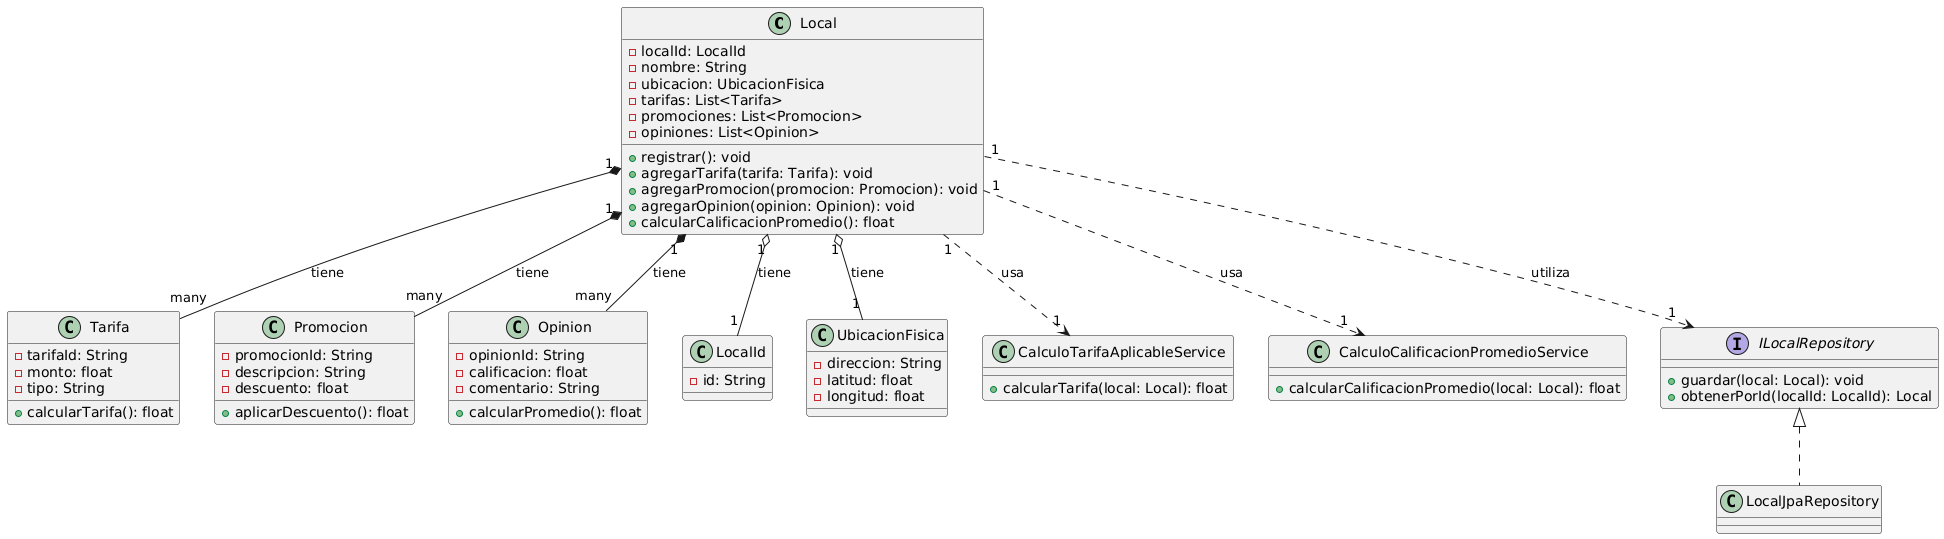 C Local
localId: LocalId
nombre: String
ubicacion: UbicacionFisica
tarifas: List<Tarifa>
promociones: List<Promocion>
opiniones: List<Opinion>
registrar(): void
agregarTarifa(tarifa: Tarifa): void
agregarPromocion(promocion: Promocion): void
agregarOpinion(opinion: Opinion): void
calcularCalificacionPromedio(): float
1
1
1
1
1
1
1
1
tiene
tiene
tiene
tiene
tiene
usa
usa
utiliza
many
many
many
1
1
1
1
1
C Tarifa
tarifaId: String
monto: float
tipo: String
calcularTarifa(): float
C Promocion
promocionId: String
descripcion: String
descuento: float
aplicarDescuento(): float
C Opinion
opinionId: String
calificacion: float
comentario: String
calcularPromedio(): float
C LocalId
id: String
C UbicacionFisica
direccion: String
latitud: float
longitud: float
C CalculoTarifaAplicableService
calcularTarifa(local: Local): float
C CalculoCalificacionPromedioService
calcularCalificacionPromedio(local: Local): float
I ILocalRepository
guardar(local: Local): void
obtenerPorId(localId: LocalId): Local
C LocalJpaRepository